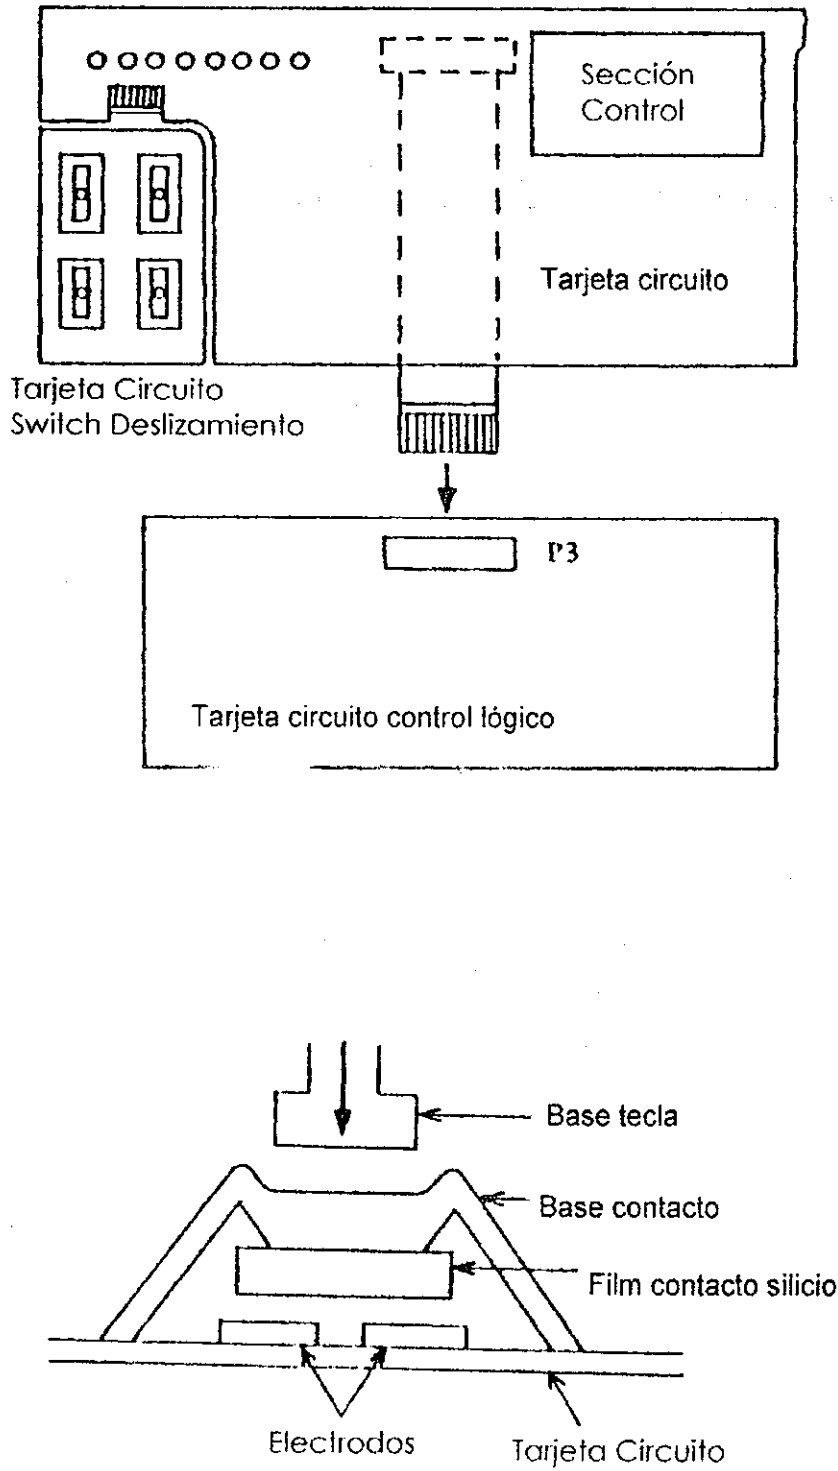 Sección
Control
Tarjeta circuito
Tarjeta Circuito
Switch Deslizamiento
P3
Tarjeta circuito control lógico
Base tecla
Base contacto
Film contacto silicio
Electrodos
Tarjeta Circuito